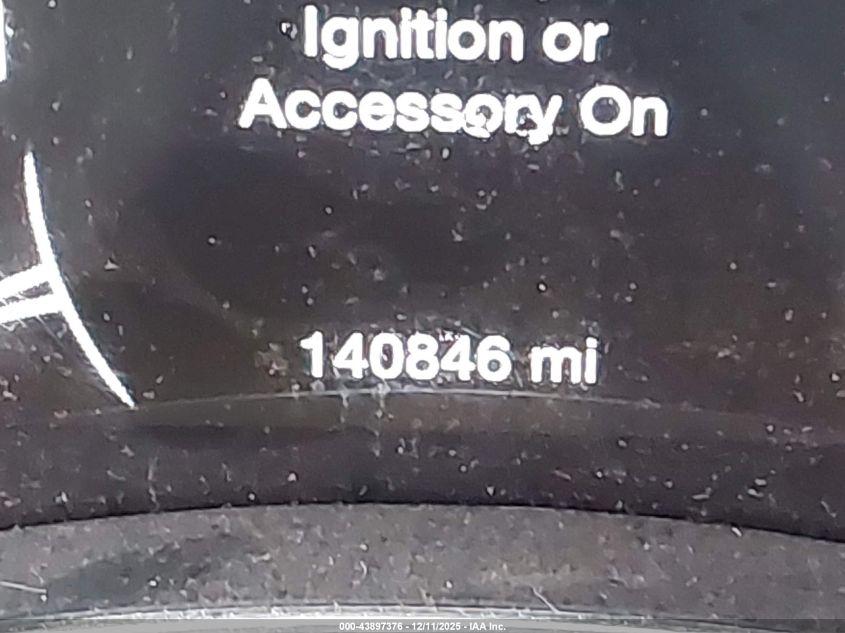 Ignition or
Accessory On
140846 mi
000-43897376 - 12/11/2025 - IAA Inc.